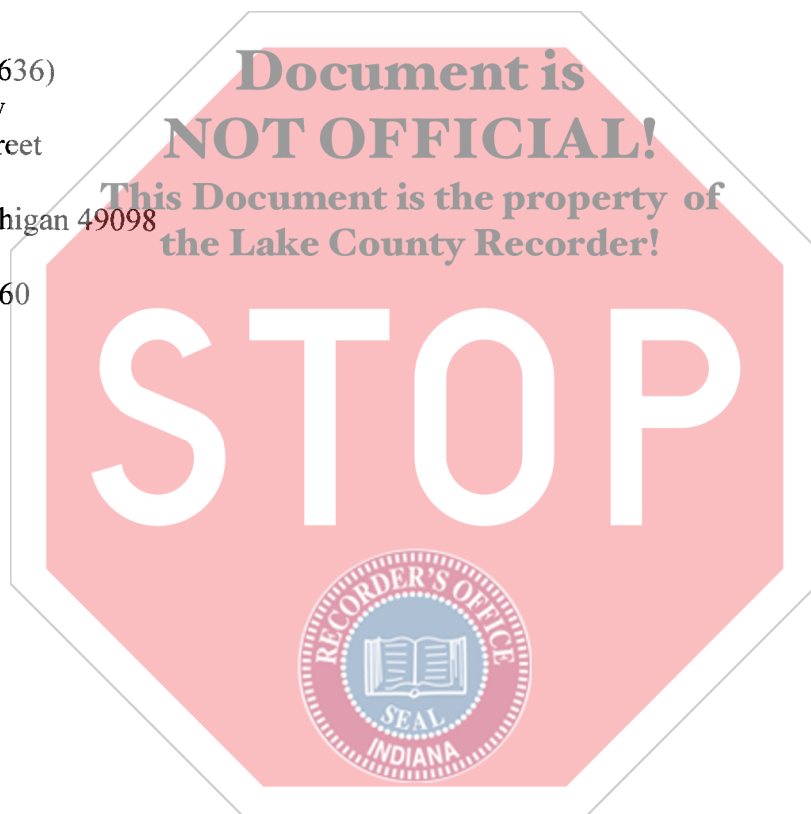 636)
Document is
NOT OFFICIAL!
reet
This Document is the property of
higan 49098
the Lake County Recorder!
60
STOP
RECORDER'S OFFICE
SEAL
INDIANA